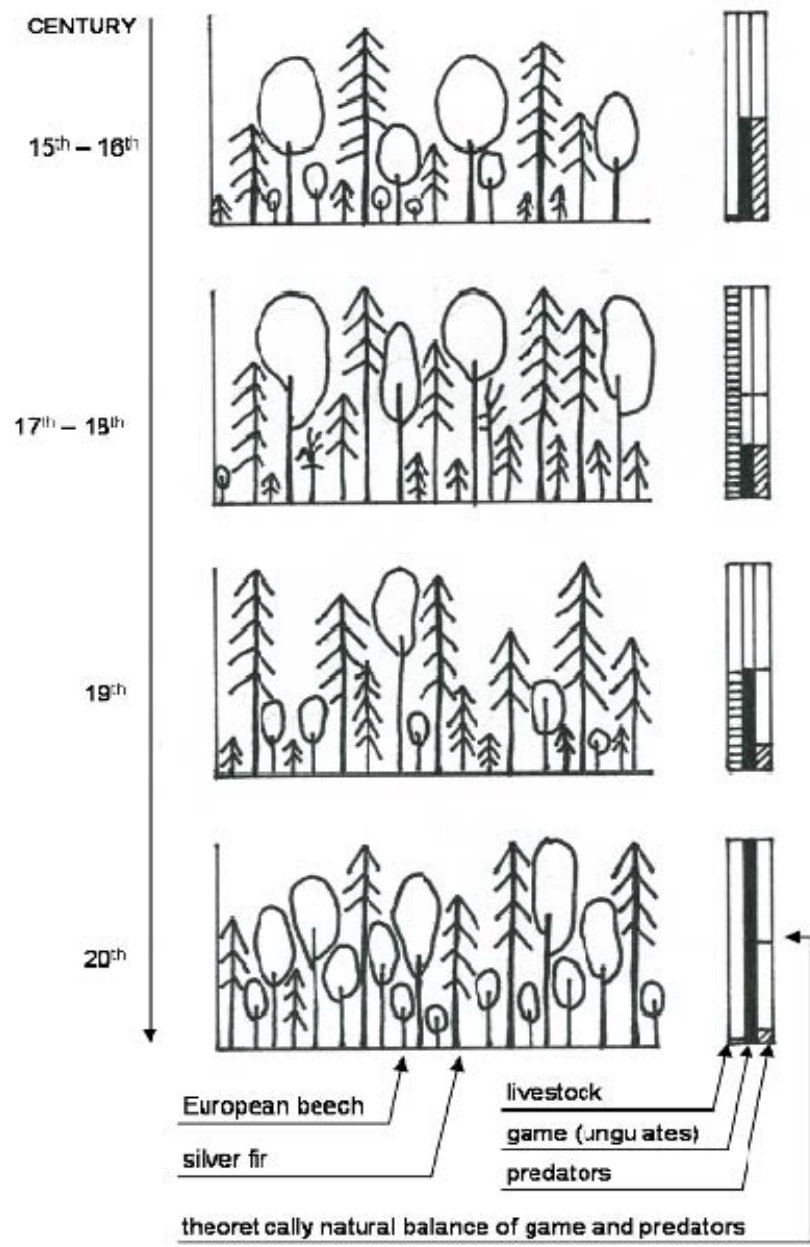 CENTURY
15th – 16th
17th – 18th
19th
20th
European beech
silver fir
livestock
game (ungu ates)
predators
theoret cally natural balance of game and predators